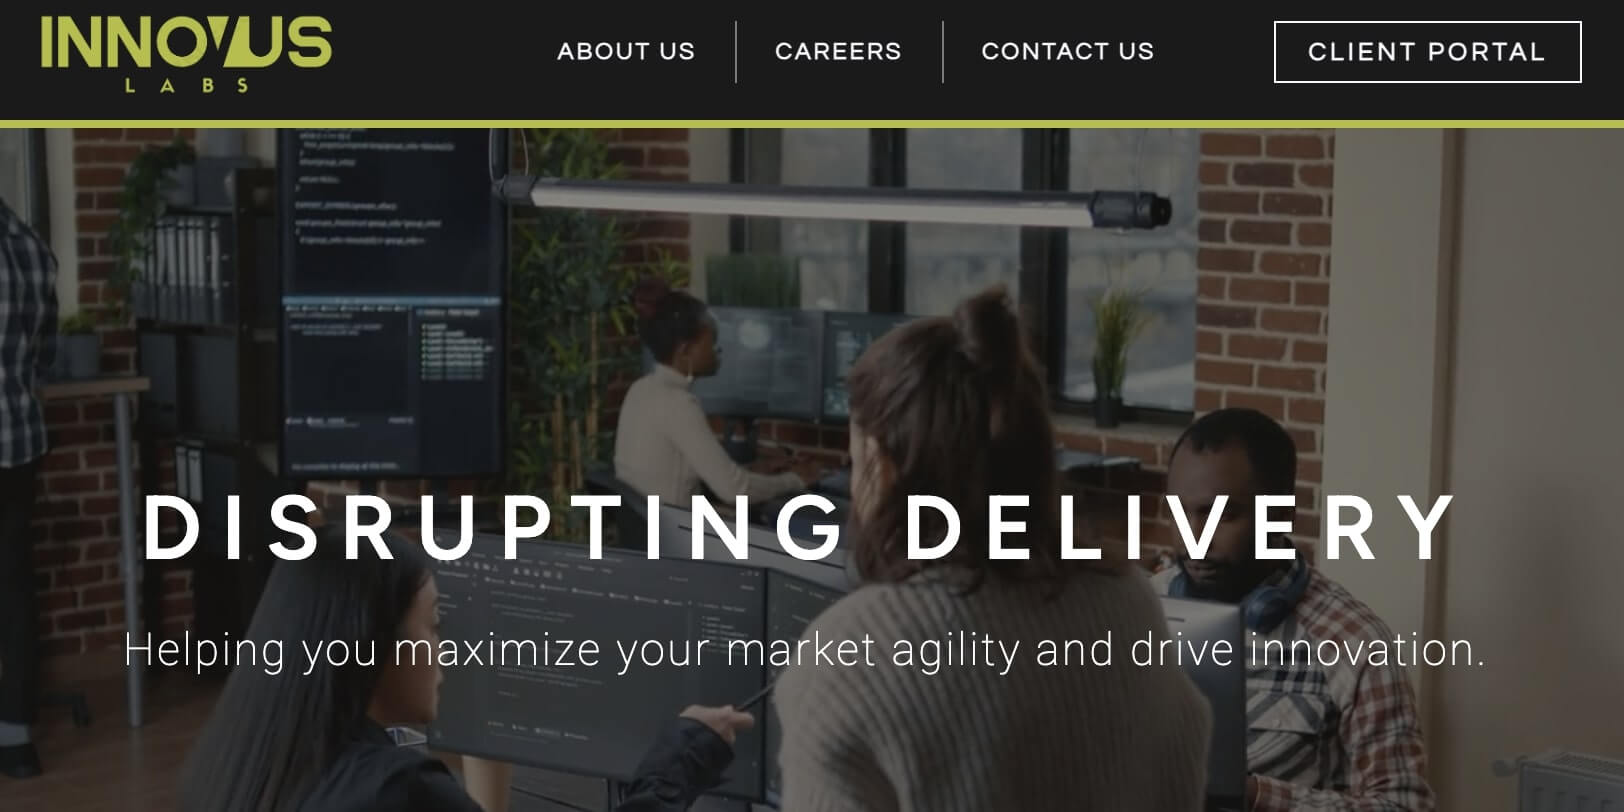 INNOVUS
LABS
ABOUT US
CAREERS
CONTACT US
CLIENT PORTAL
DISRUPTING DELIVERY
Helping you maximize your market agility and drive innovation.